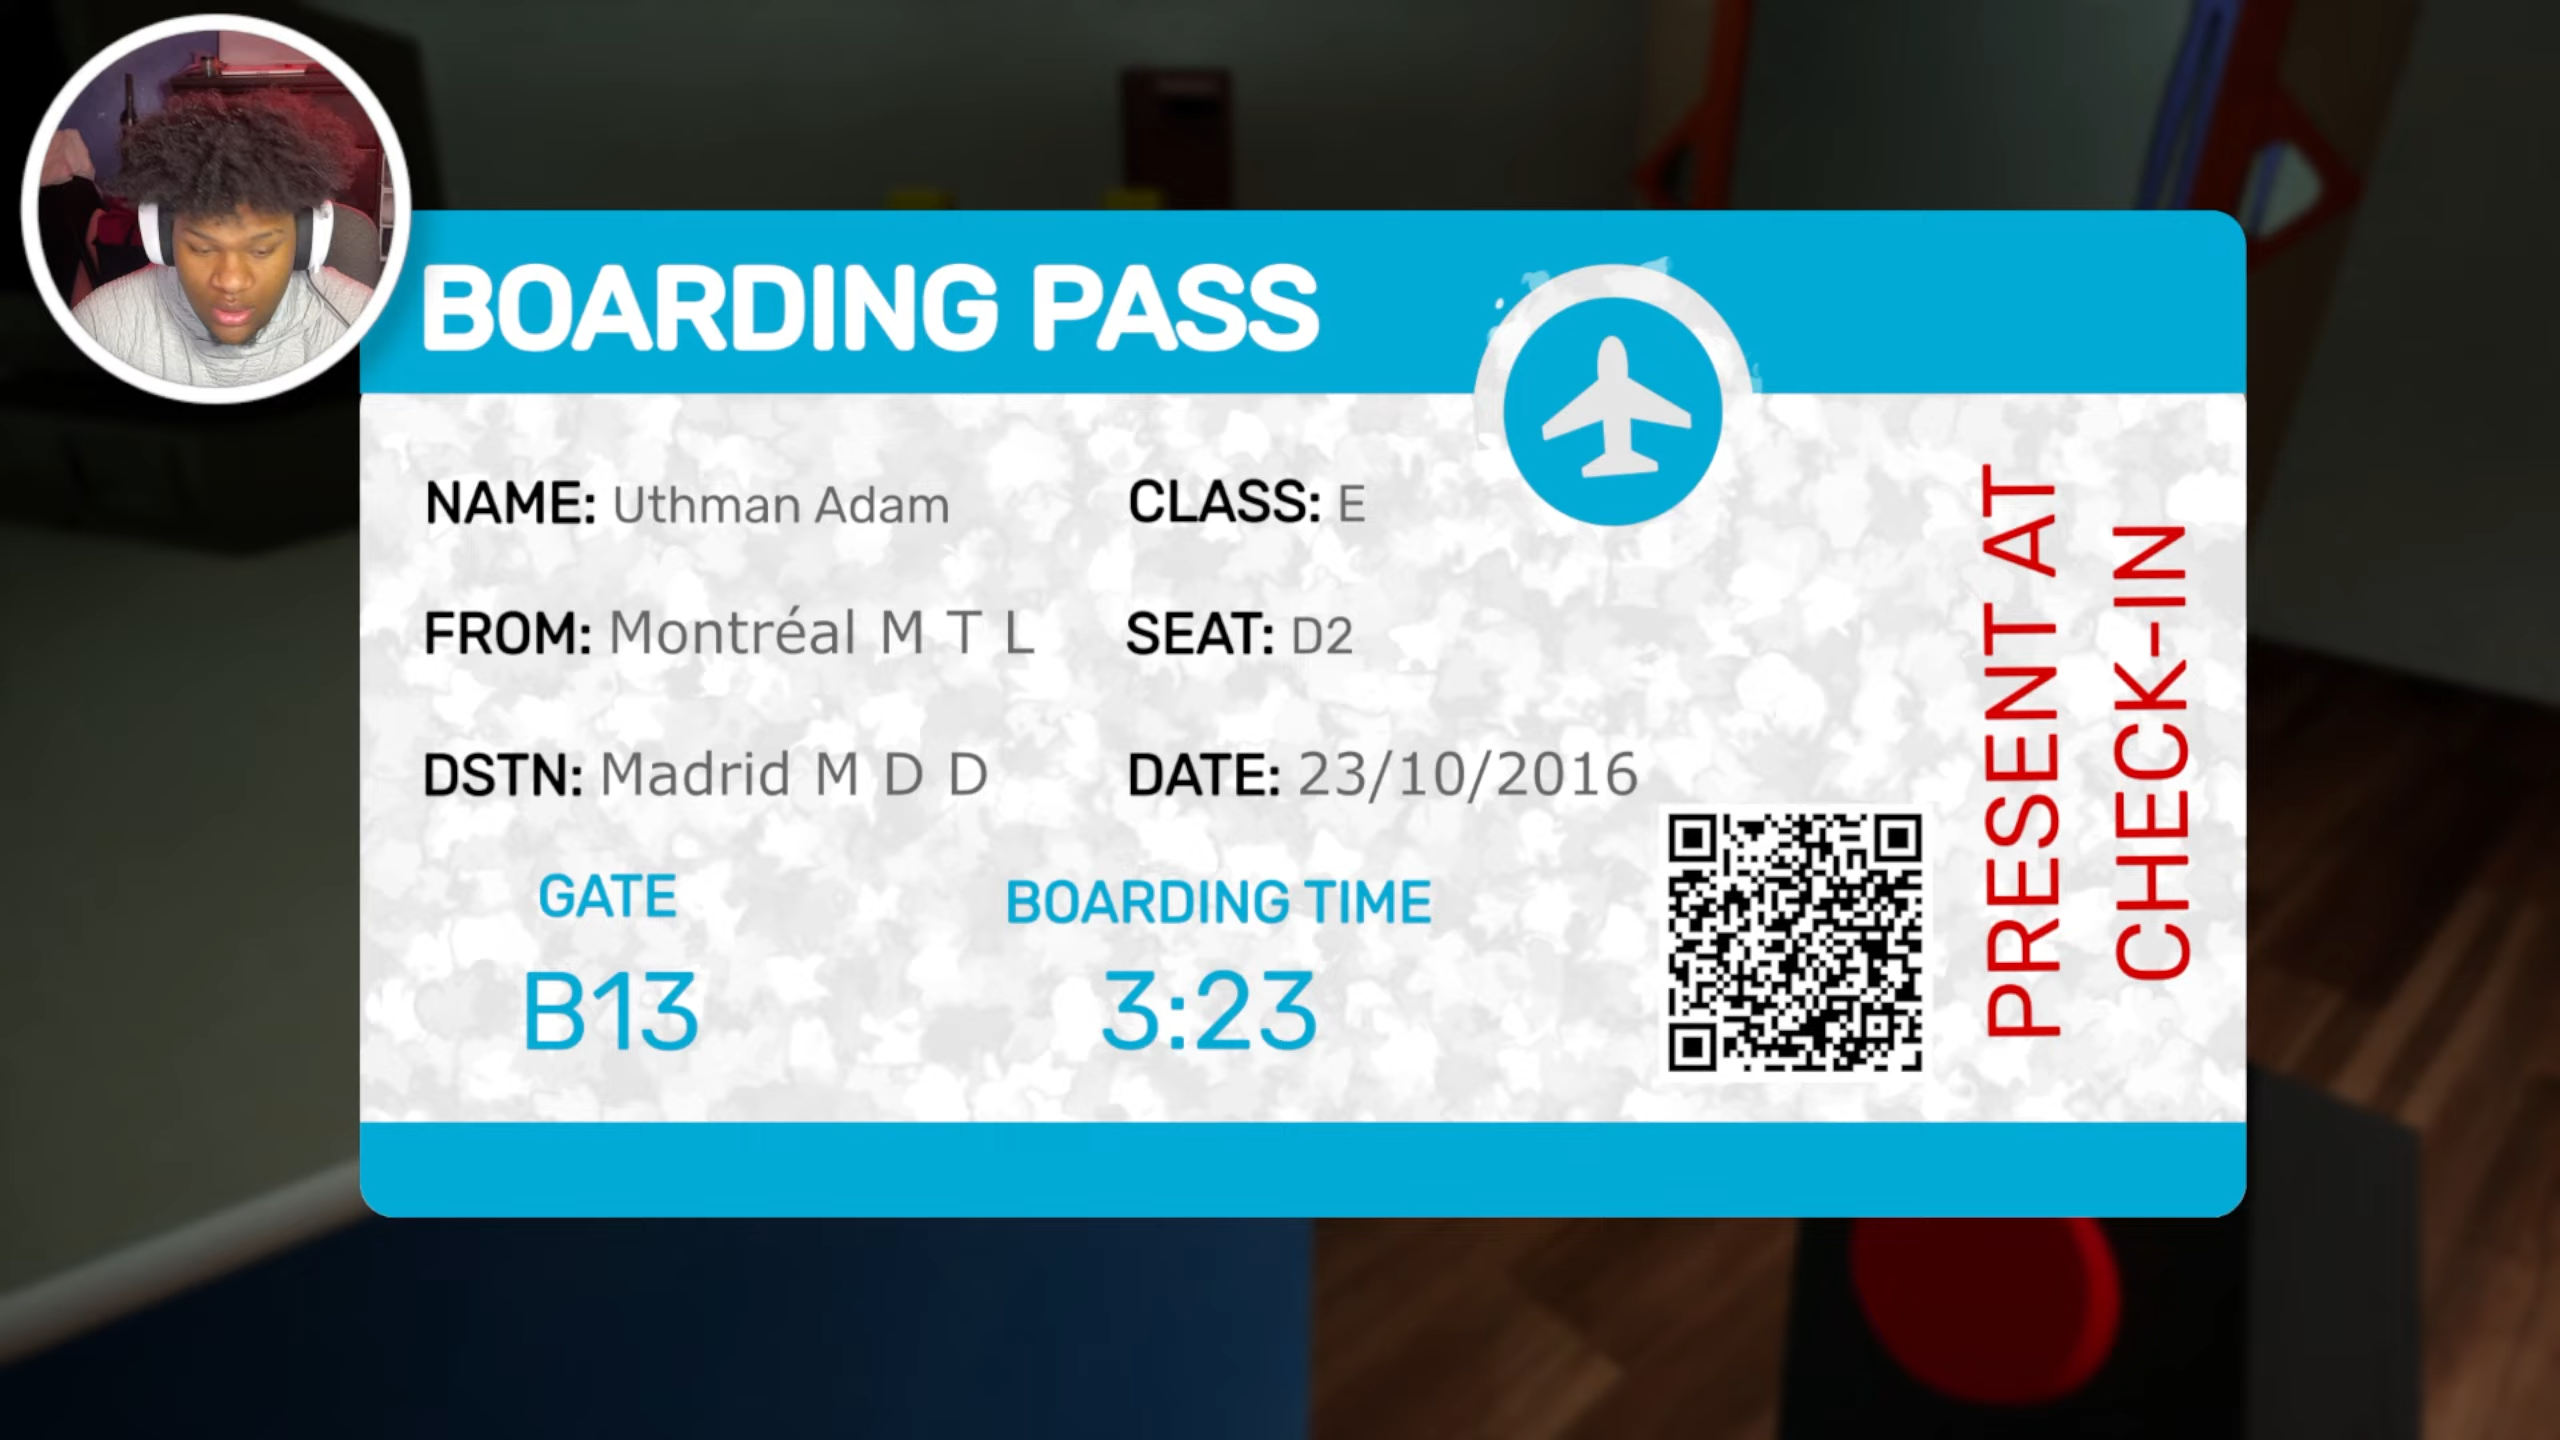 BOARDING PASS
NAME: Uthman Adam
CLASS: E
FROM: Montréal M T L
SEAT: D2
DSTN: Madrid M D D
DATE: 23/10/2016
GATE
BOARDING TIME
B13
3:23
PRESENT AT
CHECK-IN